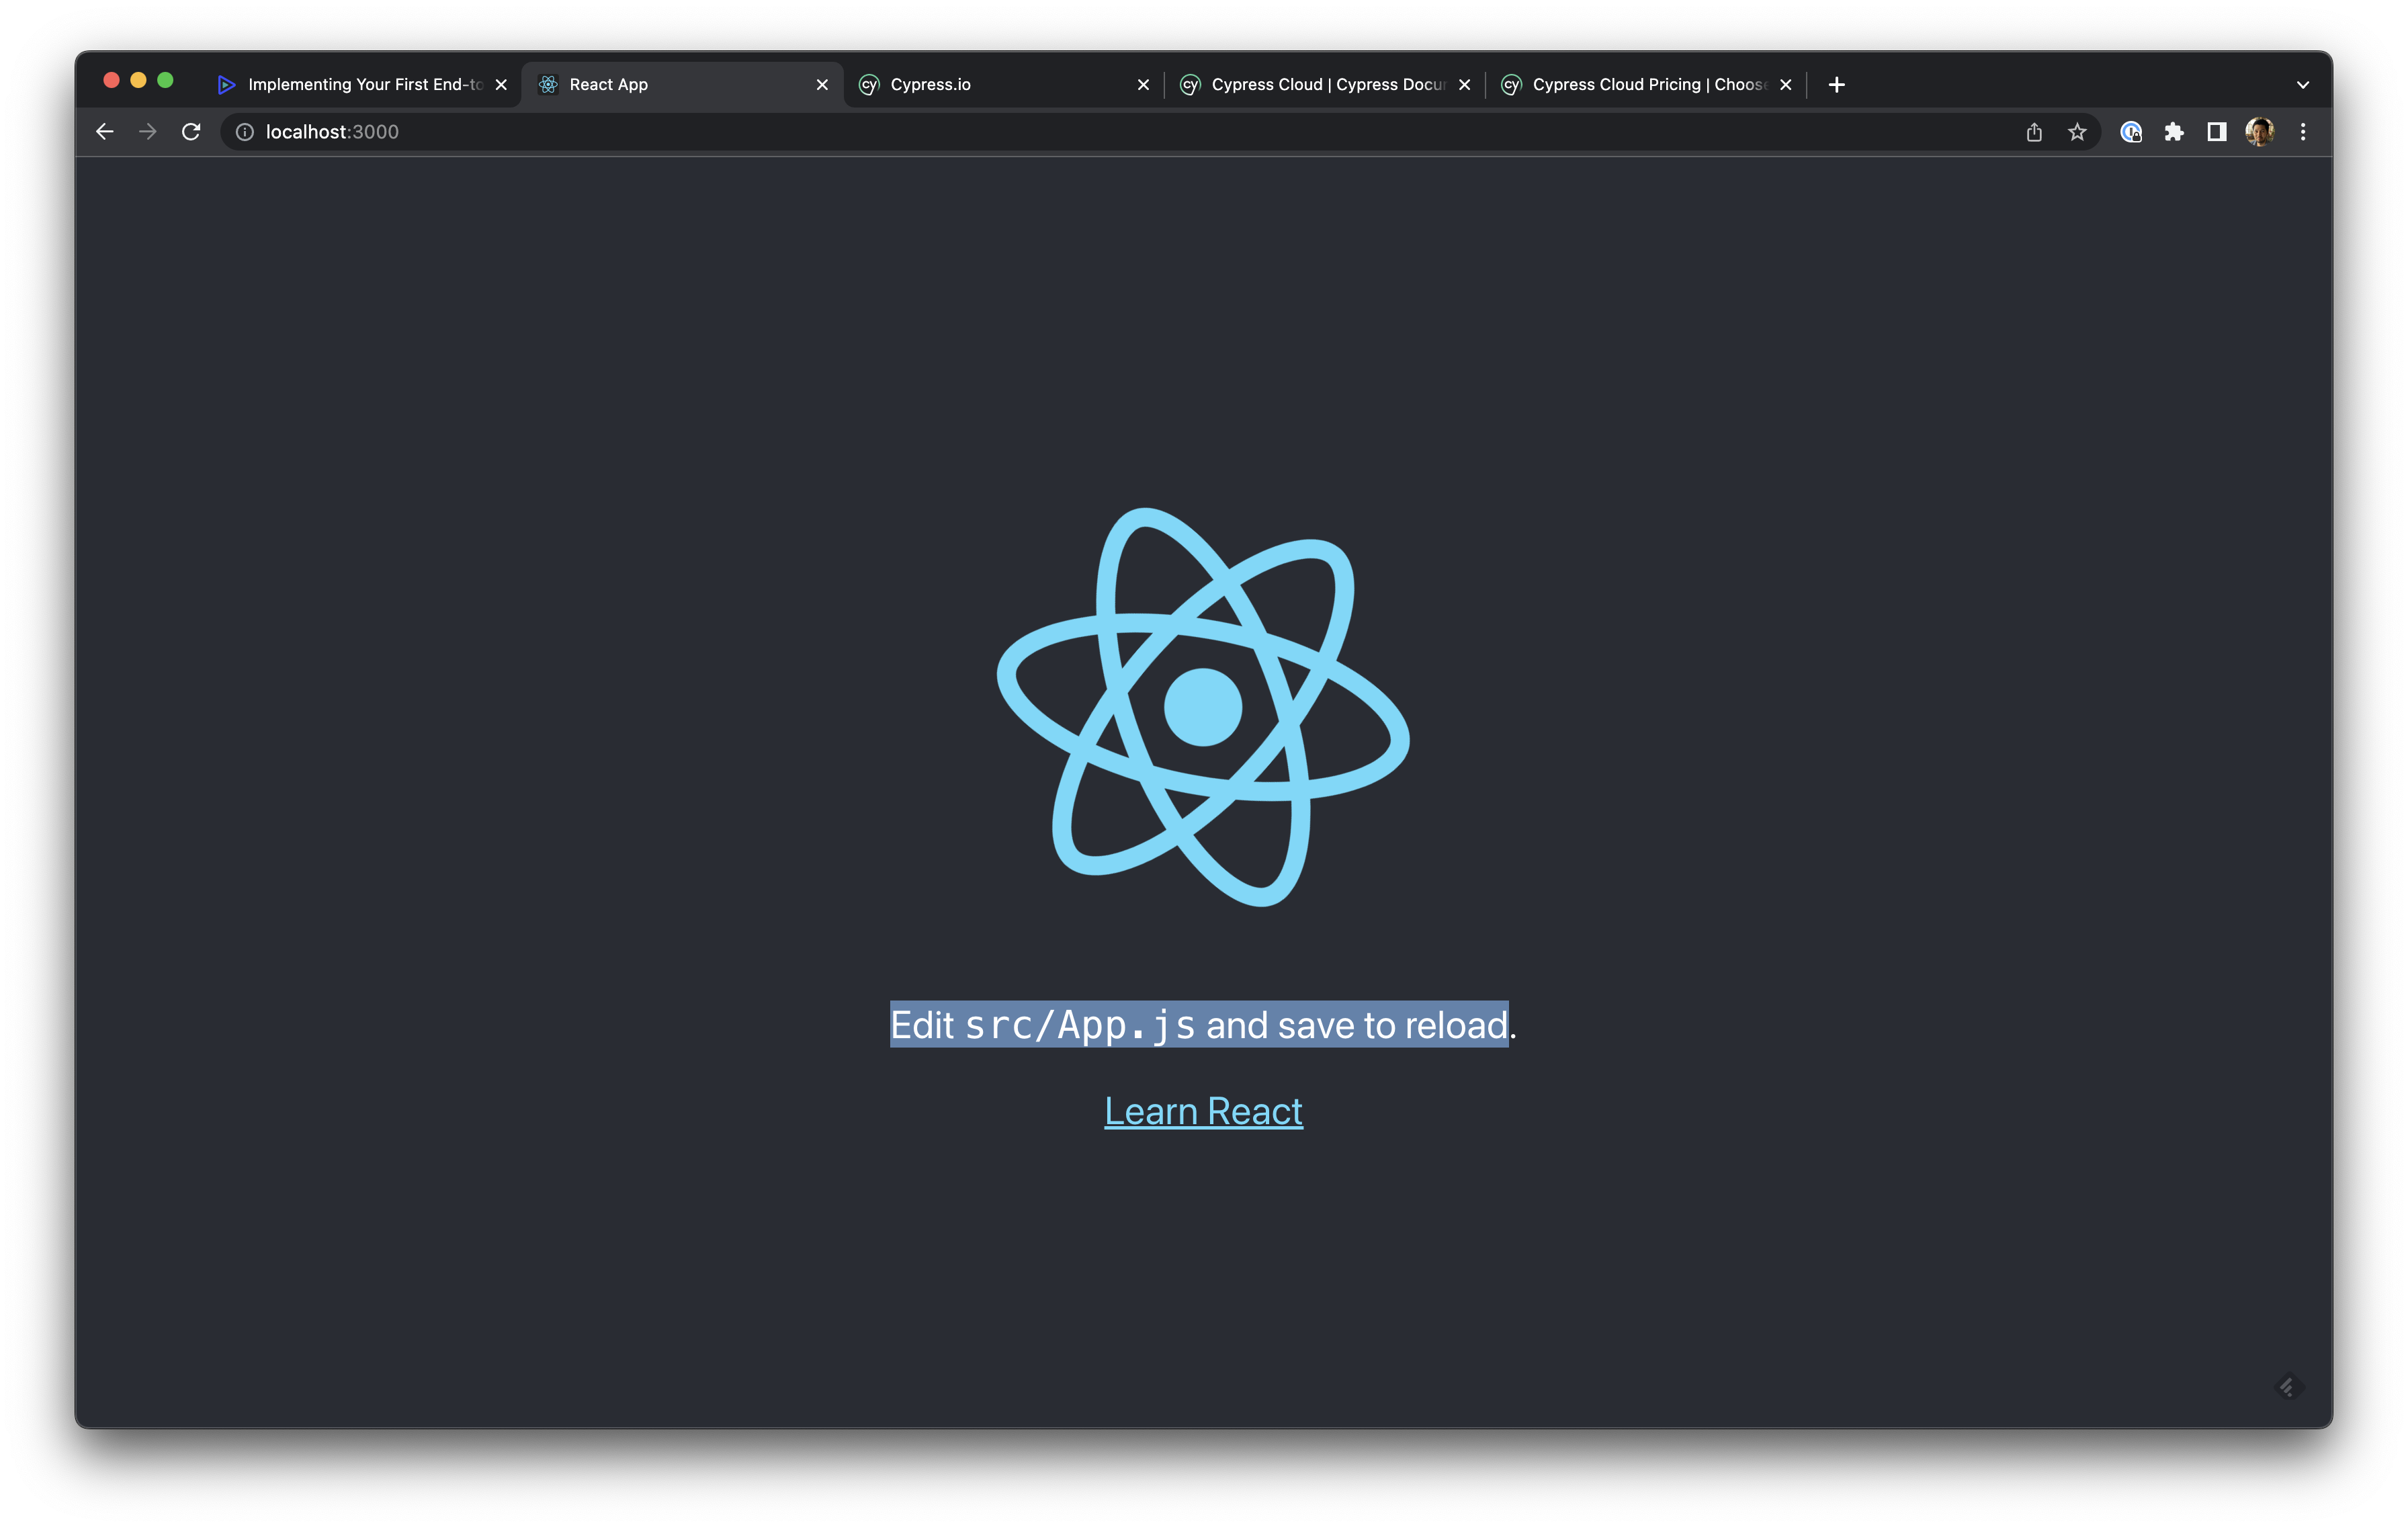 Implementing Your First End-to
React App
Cypress.io
Cypress Cloud | Cypress Docu
Cypress Cloud Pricing | Choose
localhost:3000
Edit src/App.js and save to reload.
Learn React